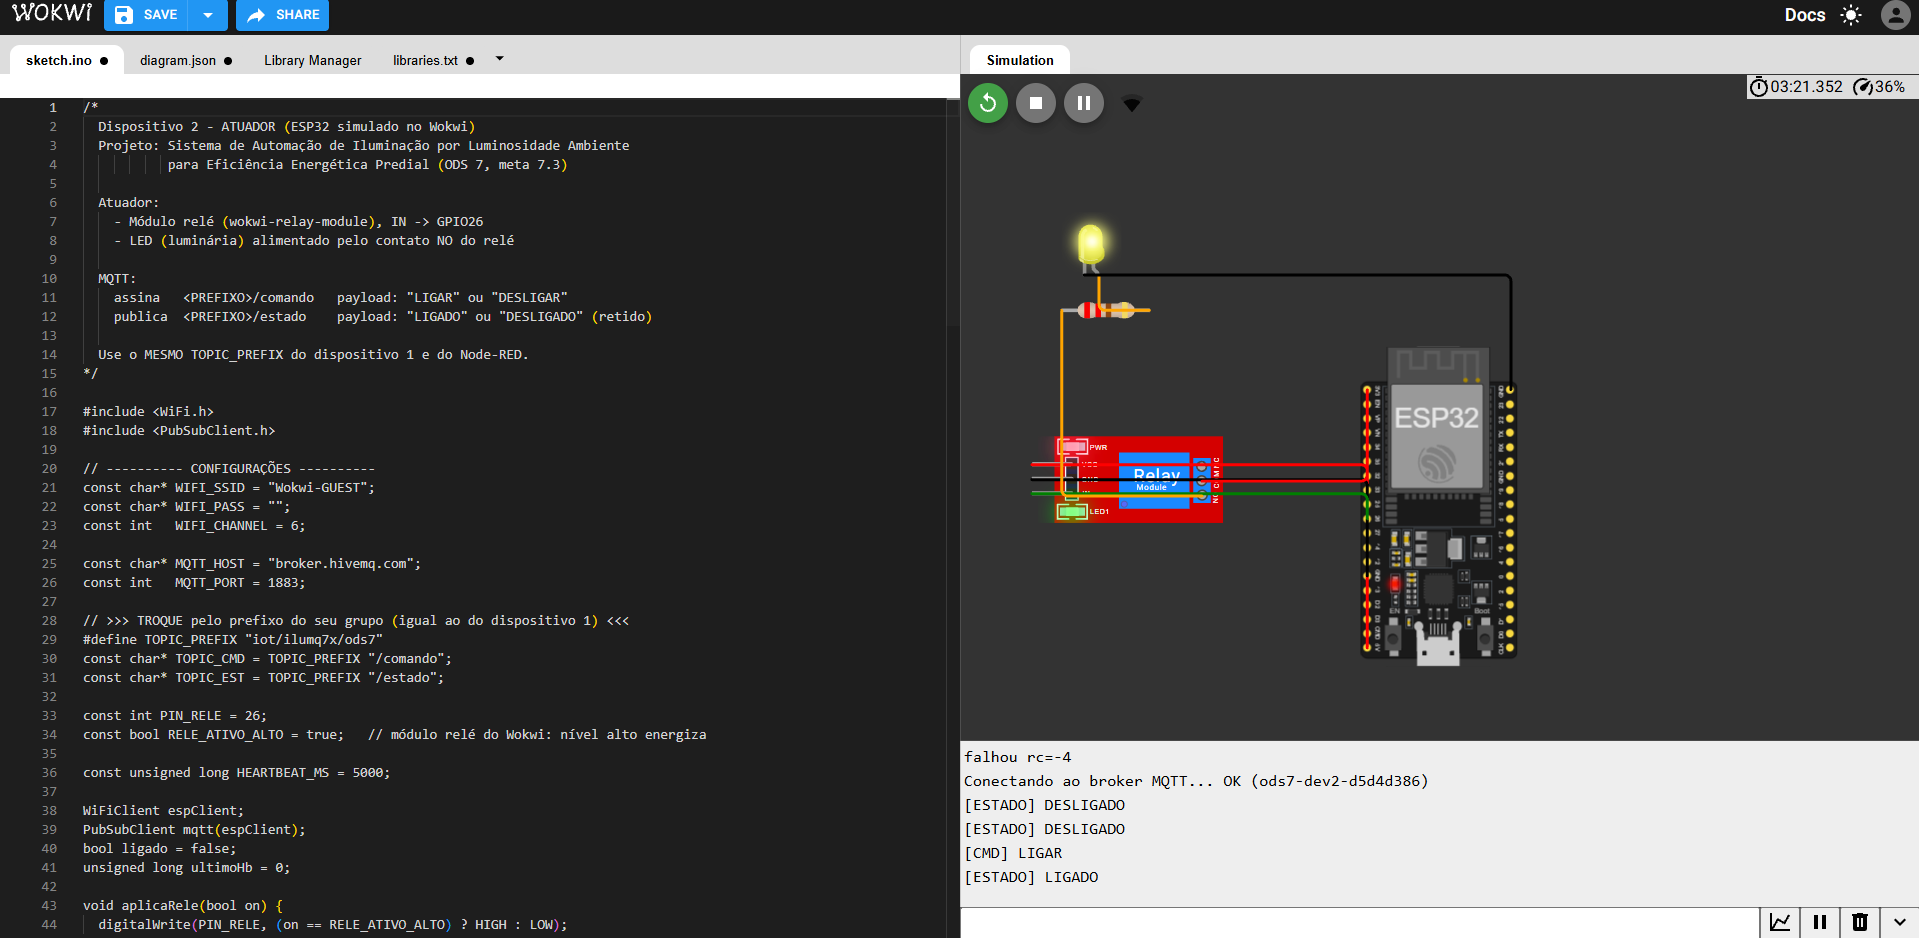 WOKWI
SAVE
SHARE
Docs
sketch.ino ●
diagram.json ●
Library Manager
libraries.txt ●
Simulation
03:21.352
36%
1 /*
2 Dispositivo 2 - ATUADOR (ESP32 simulado no Wokwi)
3 Projeto: Sistema de Automação de Iluminação por Luminosidade Ambiente
4 para Eficiência Energética Predial (ODS 7, meta 7.3)
5
6 Atuador:
7 - Módulo relé (wokwi-relay-module), IN -> GPIO26
8 - LED (luminária) alimentado pelo contato NO do relé
9
10 MQTT:
11 assina <PREFIXO>/comando payload: "LIGAR" ou "DESLIGAR"
12 publica <PREFIXO>/estado payload: "LIGADO" ou "DESLIGADO" (retido)
13
14 Use o MESMO TOPIC_PREFIX do dispositivo 1 e do Node-RED.
15 */
16
17 #include <WiFi.h>
18 #include <PubSubClient.h>
19
20 // ---------- CONFIGURAÇÕES ----------
21 const char* WIFI_SSID = "Wokwi-GUEST";
22 const char* WIFI_PASS = "";
23 const int WIFI_CHANNEL = 6;
24
25 const char* MQTT_HOST = "broker.hivemq.com";
26 const int MQTT_PORT = 1883;
27
28 // >>> TROQUE pelo prefixo do seu grupo (igual ao do dispositivo 1) <<<
29 #define TOPIC_PREFIX "iot/ilumq7x/ods7"
30 const char* TOPIC_CMD = TOPIC_PREFIX "/comando";
31 const char* TOPIC_EST = TOPIC_PREFIX "/estado";
32
33 const int PIN_RELE = 26;
34 const bool RELE_ATIVO_ALTO = true; // módulo relé do Wokwi: nível alto energiza
35
36 const unsigned long HEARTBEAT_MS = 5000;
37
38 WiFiClient espClient;
39 PubSubClient mqtt(espClient);
40 bool ligado = false;
41 unsigned long ultimoHb = 0;
42
43 void aplicaRele(bool on) {
44 digitalWrite(PIN_RELE, (on == RELE_ATIVO_ALTO) ? HIGH : LOW);
ESP32
PWR
Relay
Module
LED1
EN
Boot
falhou rc=-4
Conectando ao broker MQTT... OK (ods7-dev2-d5d4d386)
[ESTADO] DESLIGADO
[ESTADO] DESLIGADO
[CMD] LIGAR
[ESTADO] LIGADO